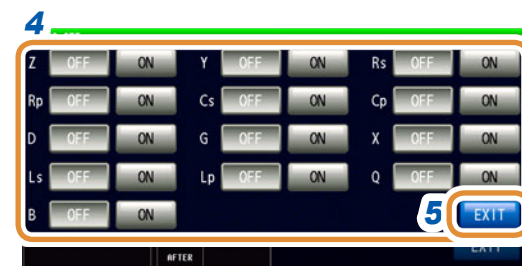 4
Z OFF ON Y OFF ON Rs OFF ON
Rp OFF ON Cs OFF ON Cp OFF ON
D OFF ON G OFF ON X OFF ON
Ls OFF ON Lp OFF ON Q OFF ON
B OFF ON 5 EXIT
AFTER EXIT